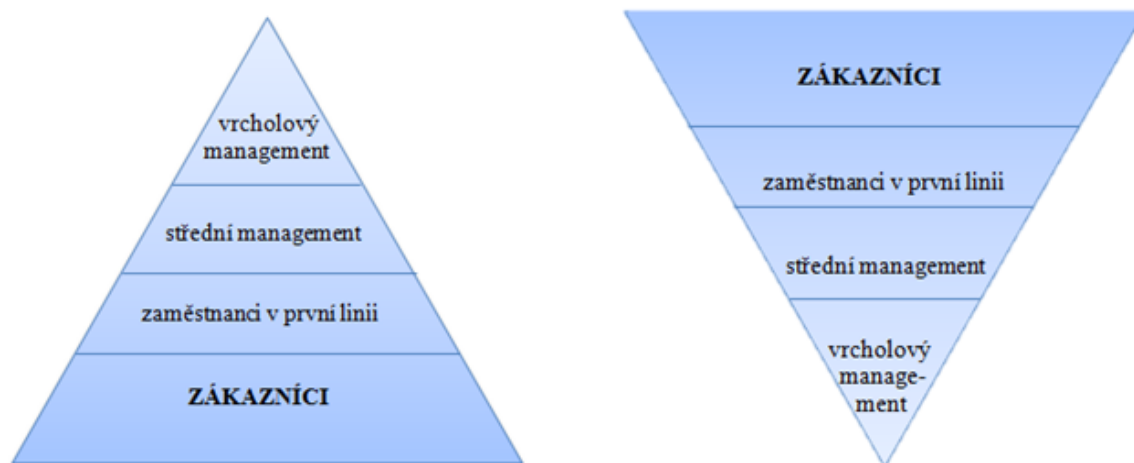 vrcholový
management
střední management
zaměstnanci v první linii
ZÁKAZNÍCI
ZÁKAZNÍCI
zaměstnanci v první linii
střední management
vrcholový
manage-
ment